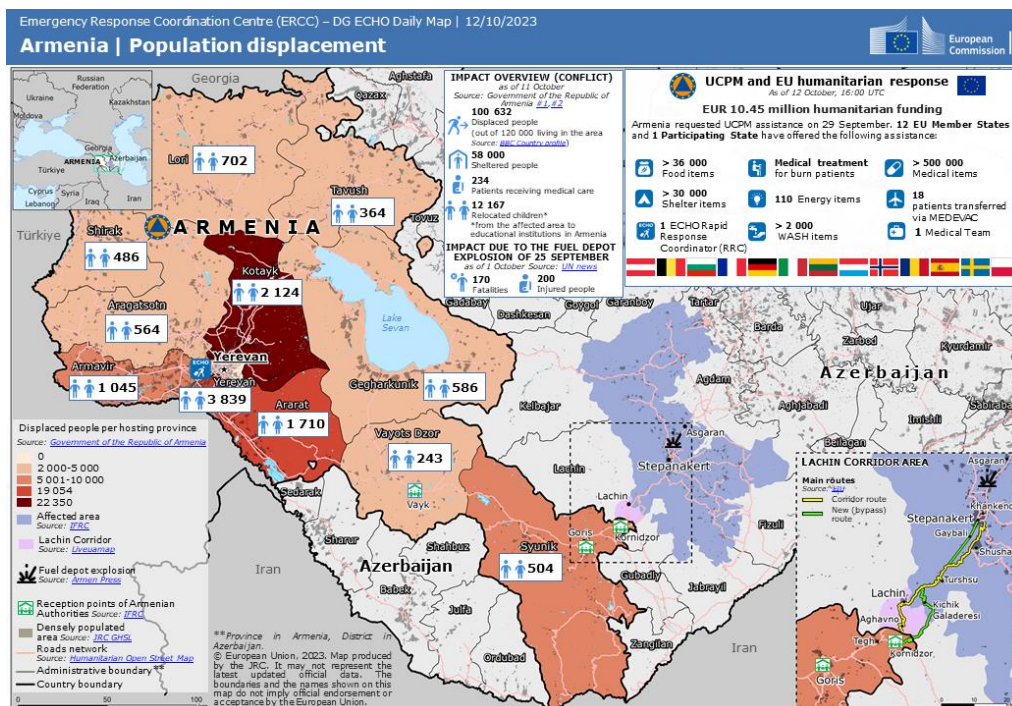 Emergency Response Coordination Centre (ERCC) – DG ECHO Daily Map | 12/10/2023
Armenia | Population displacement
European
Commission
Russian
Federation
Ukraine
Kazakhstan
Moldova
Georgia
ARMENIA
Azerbaijan
Türkiye
Cyprus
Syria
Lebanon
Iraq
Iran
Georgia
Aghstafa
Qazax
Lori
702
Tavush
364
Tovuz
Türkiye
Shirak
486
ARMENIA
Kotayk
2 124
Aragatsotn
564
Lake
Sevan
Armavir
1 045
ECHO
Yerevan
Yerevan
3 839
Ararat
1 710
Gegharkunik
586
Vayots Dzor
243
Vayk
Syunik
504
Goris
Kornidzor
Gadabay
Dashkesan
Goygol
Garanboy
Tartar
Barda
Ujar
Zarbod
Kyurdamir
Azerbaijan
Agdam
Aghjabadi
Imishli
Sabiraba
Beilagan
Kelbajar
Asgaran
Stepanakert
Lachin
Lachin
Fizuli
Gubadly
Jabrayil
Zangilan
Iran
Sedarak
Sharur
Shahbuz
Azerbaijan
Babek
Julfa
Ordubad
Iran
IMPACT OVERVIEW (CONFLICT)
as of 11 October
Source: Government of the Republic of
Armenia #1, #2
100 632
Displaced people
(out of 120 000 living in the area
Source: BBC Country profile)
58 000
Sheltered people
234
Patients receiving medical care
12 167
Relocated children*
*from the affected area to
educational institutions in Armenia
IMPACT DUE TO THE FUEL DEPOT
EXPLOSION OF 25 SEPTEMBER
as of 1 October Source: UN news
170
Fatalities
200
Injured people
UCPM and EU humanitarian response
As of 12 October, 16:00 UTC
EUR 10.45 million humanitarian funding
Armenia requested UCPM assistance on 29 September. 12 EU Member States
and 1 Participating State have offered the following assistance:
> 36 000
Food items
Medical treatment
for burn patients
> 500 000
Medical items
> 30 000
Shelter items
110 Energy items
18
patients transferred
via MEDEVAC
ECHO
1 ECHO Rapid
Response
Coordinator (RRC)
> 2 000
WASH items
1 Medical Team
Displaced people per hosting province
Source: Government of the Republic of Armenia
0
2 000-5 000
5 001-10 000
19 054
22 350
Affected area
Source: IFRC
Lachin Corridor
Source: Liveuamap
Fuel depot explosion
Source: Armen Press
Reception points of Armenian
Authorities Source: IFRC
Densely populated
area Source: JRC GHSL
Roads network
Source: Humanitarian Open Street Map
Administrative boundary **
Country boundary
0 50 100
**Province in Armenia, District in
Azerbaijan.
© European Union, 2023. Map produced
by the JRC. It may not represent the
latest updated official data. The
boundaries and the names shown on this
map do not imply official endorsement or
acceptance by the European Union.
LACHIN CORRIDOR AREA
Main routes
Corridor route
New (bypass)
route
Asgaran
Khankend
Stepanakert
Gaybali
Shusha
Turshsu
Lachin
Kichik
Galaderesi
Aghavno
Tegh
Kornidzor
Goris
0 10 20